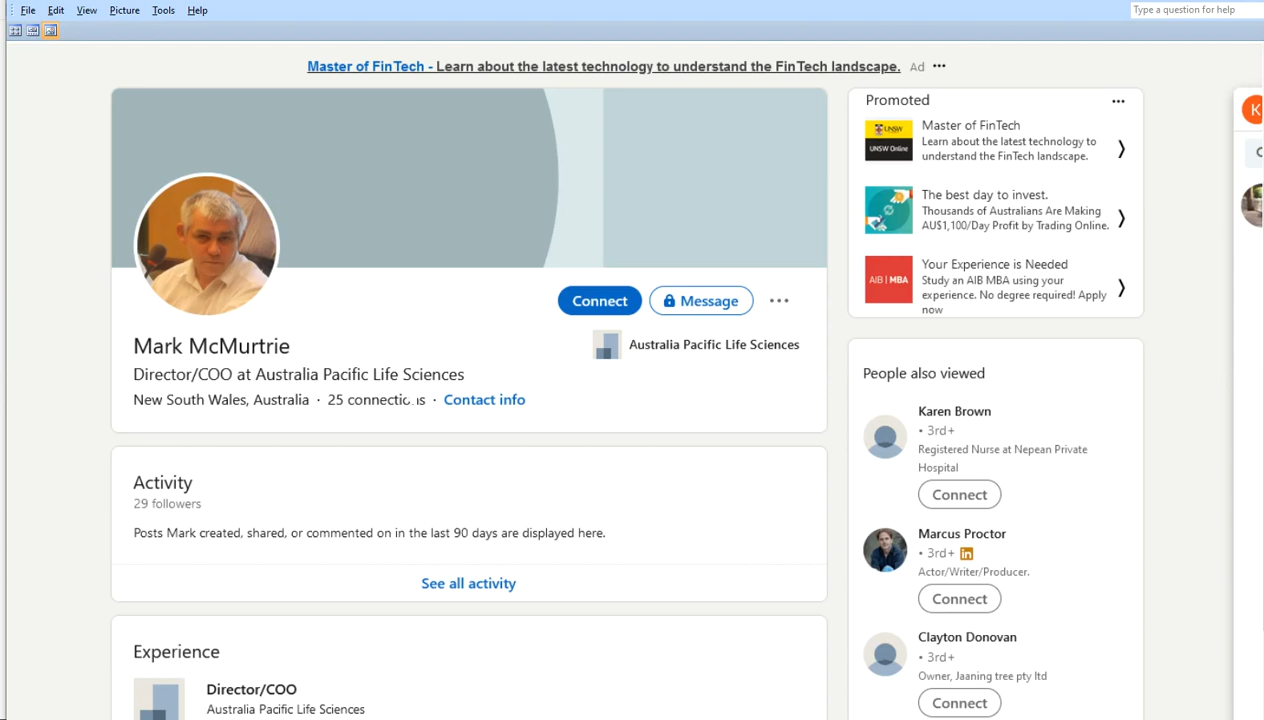 File Edit View Picture Tools Help
Type a question for help
Master of FinTech - Learn about the latest technology to understand the FinTech landscape. Ad
Connect
Message
Mark McMurtrie
Australia Pacific Life Sciences
Director/COO at Australia Pacific Life Sciences
New South Wales, Australia · 25 connections · Contact info
Activity
29 followers
Posts Mark created, shared, or commented on in the last 90 days are displayed here.
See all activity
Experience
Director/COO
Australia Pacific Life Sciences
Promoted
UNSW
UNSW Online
Master of FinTech
Learn about the latest technology to
understand the FinTech landscape.
The best day to invest.
Thousands of Australians Are Making
AU$1,100/Day Profit by Trading Online.
AIB | MBA
Your Experience is Needed
Study an AIB MBA using your
experience. No degree required! Apply
now
People also viewed
Karen Brown
• 3rd+
Registered Nurse at Nepean Private
Hospital
Connect
Marcus Proctor
• 3rd+ in
Actor/Writer/Producer.
Connect
Clayton Donovan
• 3rd+
Owner, Jaaning tree pty ltd
Connect
K